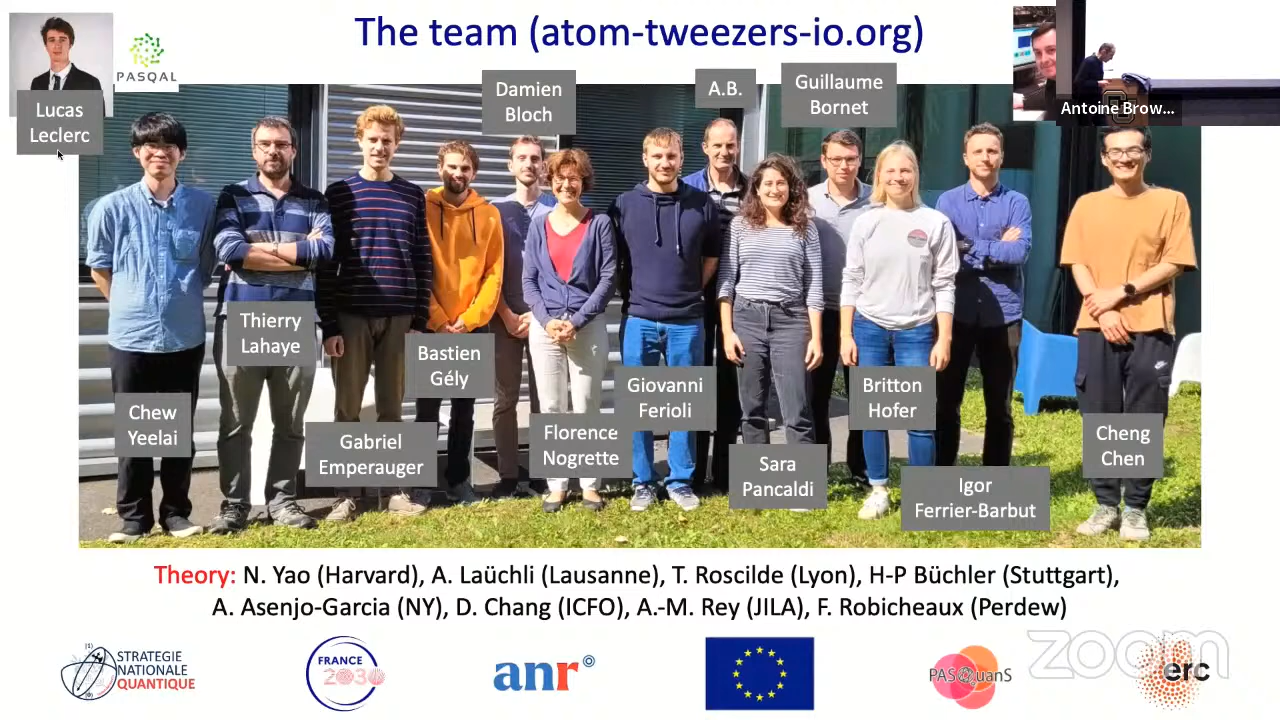 The team (atom-tweezers-io.org)
PASQAL
Lucas
Leclerc
Damien
Bloch
A.B.
Guillaume
Bornet
Antoine Brow...
Thierry
Lahaye
Bastien
Gély
Chew
Yeelai
Gabriel
Emperauger
Florence
Nogrette
Giovanni
Ferioli
Sara
Pancaldi
Britton
Hofer
Igor
Ferrier-Barbut
Cheng
Chen
Theory: N. Yao (Harvard), A. Laüchli (Lausanne), T. Roscilde (Lyon), H-P Büchler (Stuttgart),
A. Asenjo-Garcia (NY), D. Chang (ICFO), A.-M. Rey (JILA), F. Robicheaux (Perdew)
STRATEGIE
NATIONALE
QUANTIQUE
FRANCE
2030
anr
PASQuanS
zoom
erc